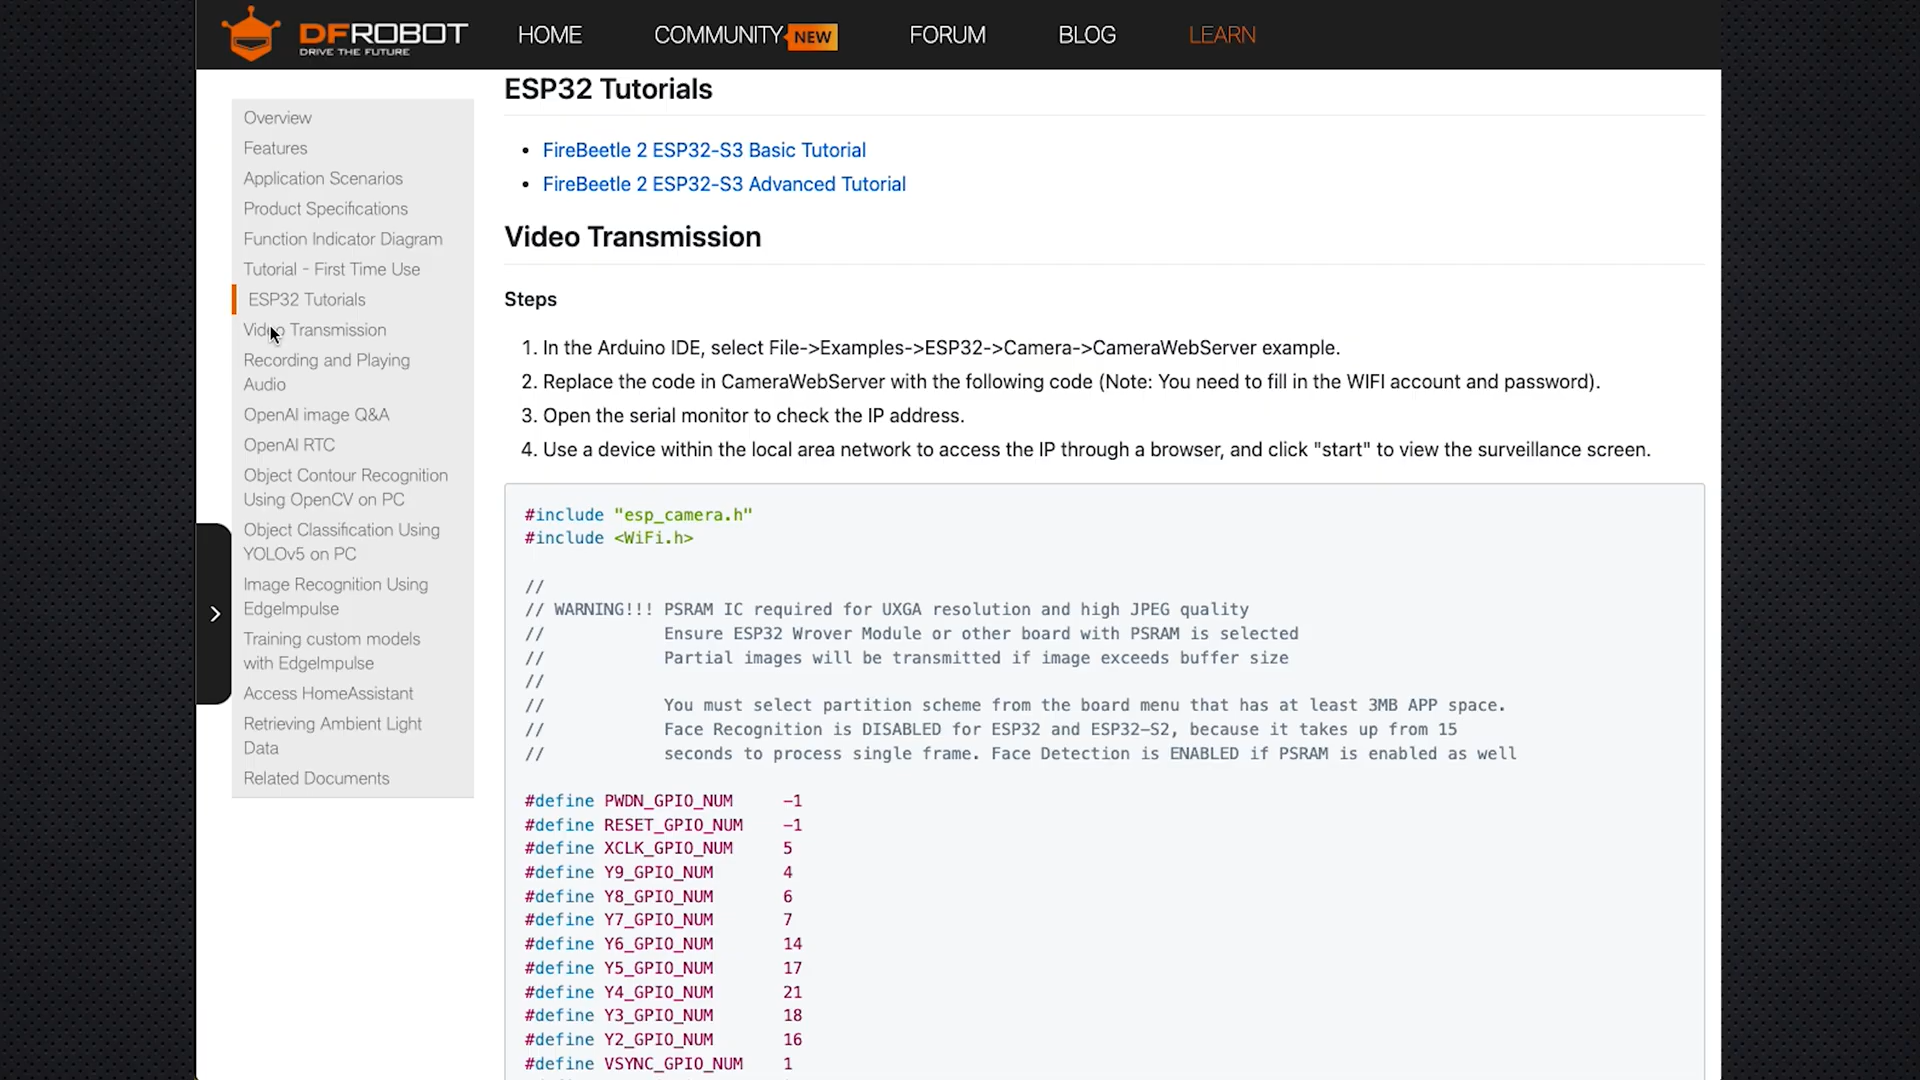 DFROBOT
DRIVE THE FUTURE
HOME
COMMUNITY NEW
FORUM
BLOG
LEARN
Overview
Features
Application Scenarios
Product Specifications
Function Indicator Diagram
Tutorial - First Time Use
ESP32 Tutorials
Video Transmission
Recording and Playing
Audio
OpenAI image Q&A
OpenAI RTC
Object Contour Recognition
Using OpenCV on PC
Object Classification Using
YOLOv5 on PC
Image Recognition Using
EdgeImpulse
Training custom models
with EdgeImpulse
Access HomeAssistant
Retrieving Ambient Light
Data
Related Documents
ESP32 Tutorials
• FireBeetle 2 ESP32-S3 Basic Tutorial
• FireBeetle 2 ESP32-S3 Advanced Tutorial
Video Transmission
Steps
1. In the Arduino IDE, select File->Examples->ESP32->Camera->CameraWebServer example.
2. Replace the code in CameraWebServer with the following code (Note: You need to fill in the WIFI account and password).
3. Open the serial monitor to check the IP address.
4. Use a device within the local area network to access the IP through a browser, and click "start" to view the surveillance screen.
#include "esp_camera.h"
#include <WiFi.h>
//
// WARNING!!! PSRAM IC required for UXGA resolution and high JPEG quality
//            Ensure ESP32 Wrover Module or other board with PSRAM is selected
//            Partial images will be transmitted if image exceeds buffer size
//
//            You must select partition scheme from the board menu that has at least 3MB APP space.
//            Face Recognition is DISABLED for ESP32 and ESP32-S2, because it takes up from 15
//            seconds to process single frame. Face Detection is ENABLED if PSRAM is enabled as well
#define PWDN_GPIO_NUM     -1
#define RESET_GPIO_NUM    -1
#define XCLK_GPIO_NUM     5
#define Y9_GPIO_NUM       4
#define Y8_GPIO_NUM       6
#define Y7_GPIO_NUM       7
#define Y6_GPIO_NUM       14
#define Y5_GPIO_NUM       17
#define Y4_GPIO_NUM       21
#define Y3_GPIO_NUM       18
#define Y2_GPIO_NUM       16
#define VSYNC_GPIO_NUM    1